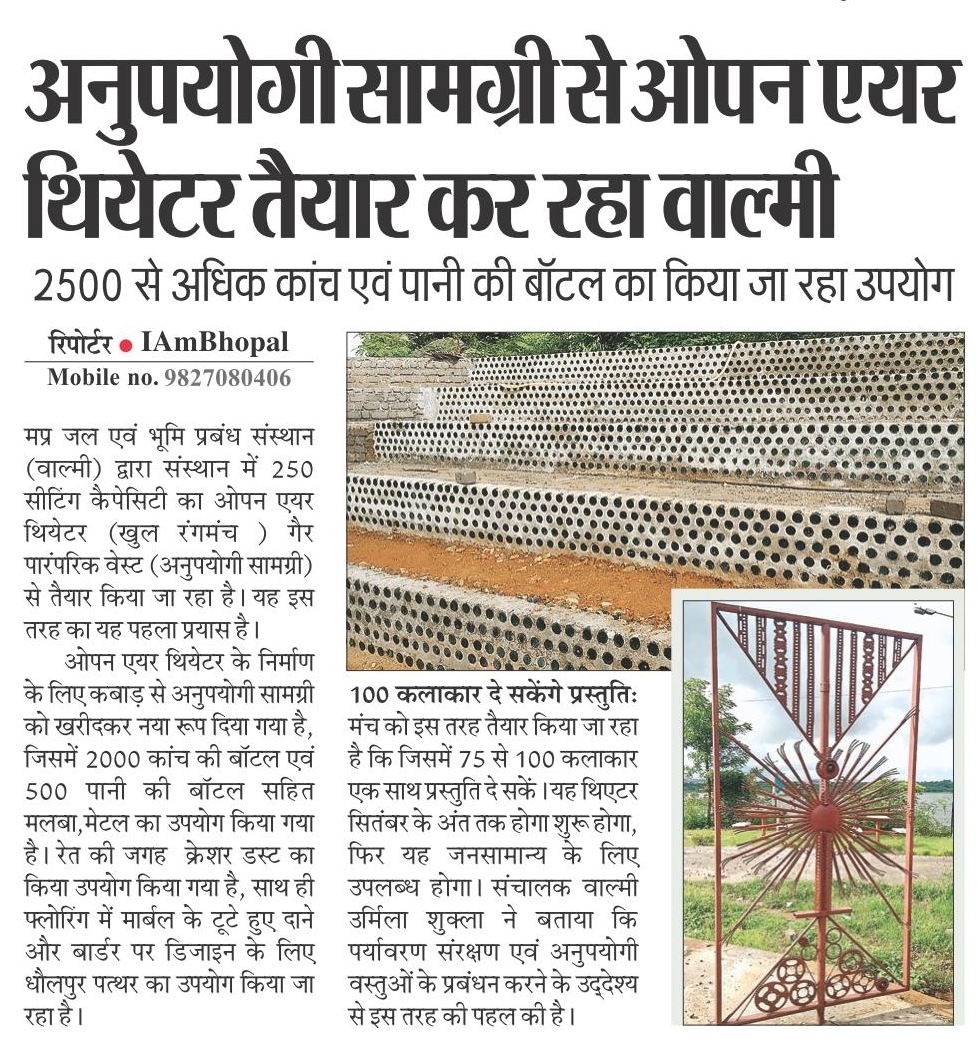 अनुपयोगी सामग्री से ओपन एयर
थियेटर तैयार कर रहा वाल्मी
2500 से अधिक कांच एवं पानी की बॉटल का किया जा रहा उपयोग
रिपोर्टर ● IAmBhopal
Mobile no. 9827080406
मप्र जल एवं भूमि प्रबंध संस्थान
(वाल्मी) द्वारा संस्थान में 250
सीटिंग कैपेसिटी का ओपन एयर
थियेटर (खुल रंगमंच ) गैर
पारंपरिक वेस्ट (अनुपयोगी सामग्री)
से तैयार किया जा रहा है। यह इस
तरह का यह पहला प्रयास है।
ओपन एयर थियेटर के निर्माण
के लिए कबाड़ से अनुपयोगी सामग्री
को खरीदकर नया रूप दिया गया है,
जिसमें 2000 कांच की बॉटल एवं
500 पानी की बॉटल सहित
मलबा,मेटल का उपयोग किया गया
है। रेत की जगह क्रेशर डस्ट का
किया उपयोग किया गया है, साथ ही
फ्लोरिंग में मार्बल के टूटे हुए दाने
और बार्डर पर डिजाइन के लिए
धौलपुर पत्थर का उपयोग किया जा
रहा है।
100 कलाकार दे सकेंगे प्रस्तुतिः
मंच को इस तरह तैयार किया जा रहा
है कि जिसमें 75 से 100 कलाकार
एक साथ प्रस्तुति दे सकें।यह थिएटर
सितंबर के अंत तक होगा शुरू होगा,
फिर यह जनसामान्य के लिए
उपलब्ध होगा। संचालक वाल्मी
उर्मिला शुक्ला ने बताया कि
पर्यावरण संरक्षण एवं अनुपयोगी
वस्तुओं के प्रबंधन करने के उद्देश्य
से इस तरह की पहल की है।